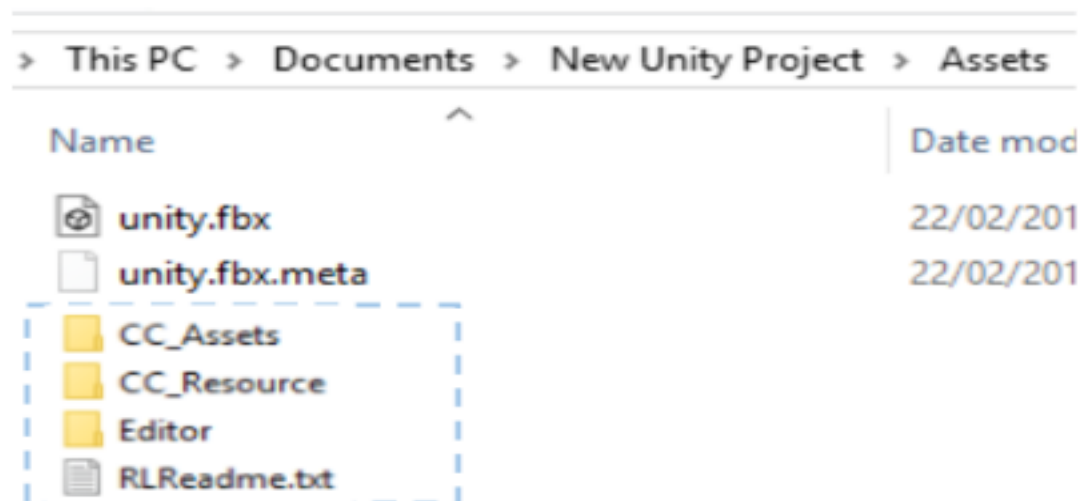 > This PC > Documents > New Unity Project > Assets
Name Date mod
unity.fbx 22/02/201
unity.fbx.meta 22/02/201
CC_Assets
CC_Resource
Editor
RLReadme.txt